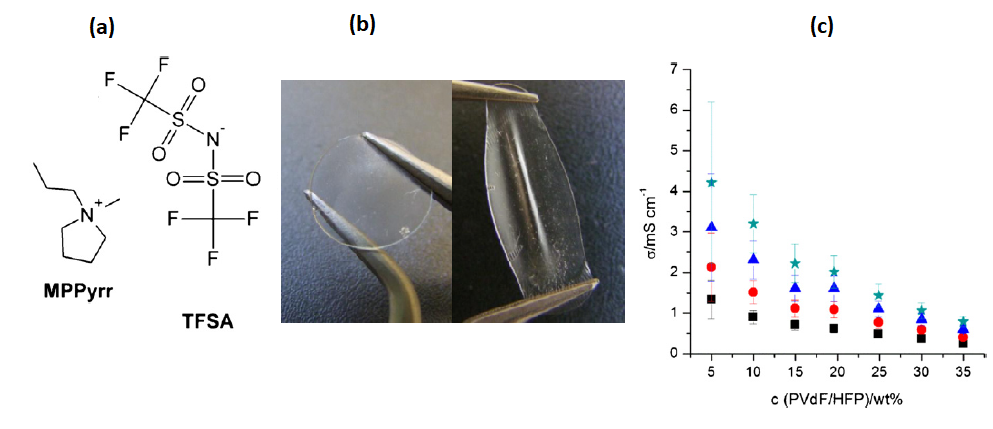 (a)
(b)
(c)
F
F
F
S
O
O
N
-
O
S
O
F
F
F
N
+
MPPyrr
TFSA
7
6
5
4
3
2
1
0
σ/mS cm⁻¹
5
10
15
20
25
30
35
c (PVdF/HFP)/wt%